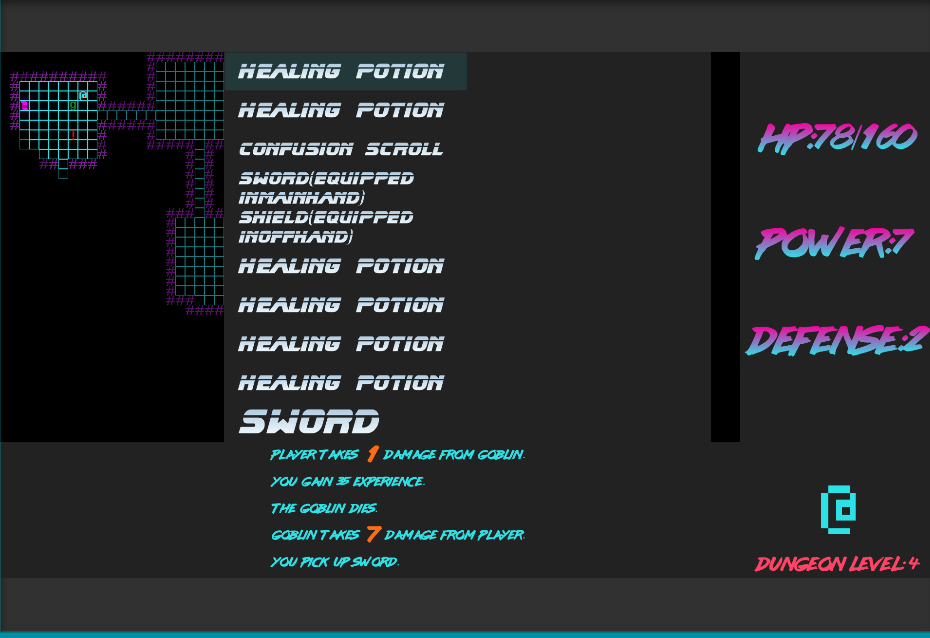 HEALING POTION
HEALING POTION
CONFUSION SCROLL
SWORD(EQUIPPED
INMAINHAND)
SHIELD(EQUIPPED
INOFFHAND)
HEALING POTION
HEALING POTION
HEALING POTION
HEALING POTION
SWORD
PLAYER TAKES 1 DAMAGE FROM GOBLIN.
YOU GAIN 35 EXPERIENCE.
THE GOBLIN DIES.
GOBLIN TAKES 7 DAMAGE FROM PLAYER.
YOU PICK UP SWORD.
HP:78/160
POWER:7
DEFENSE:2
@
DUNGEON LEVEL: 4